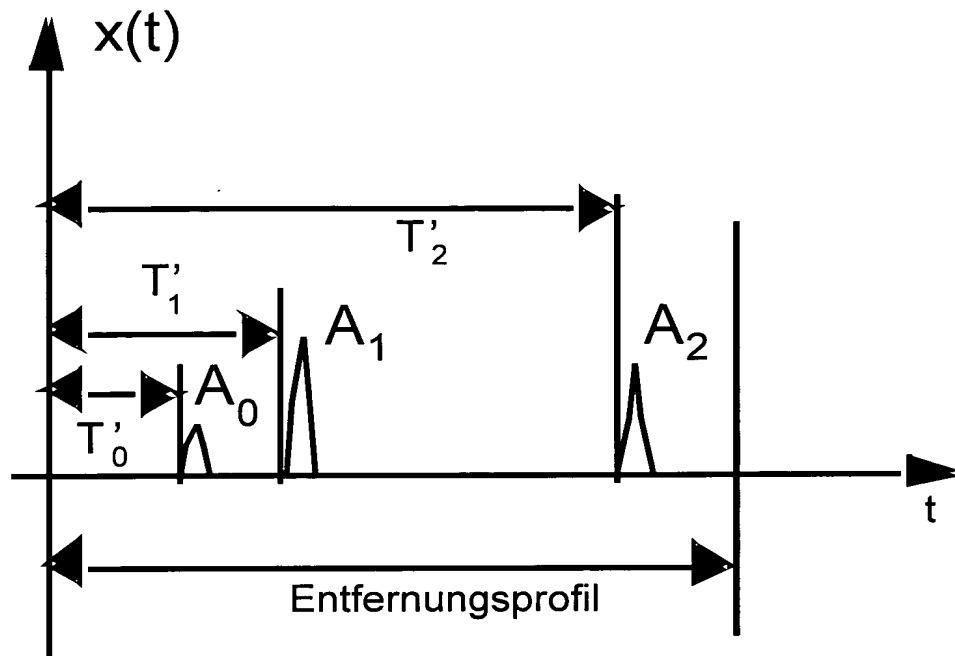 x(t)
T'₂
T'₁
A₁
A₂
A₀
T'₀
t
Entfernungsprofil